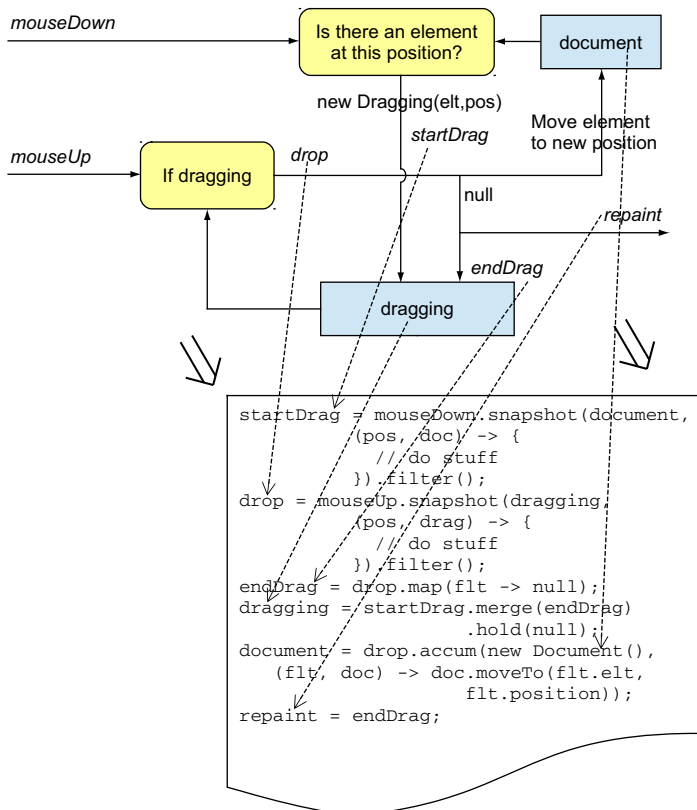 mouseDown
Is there an element
at this position?
document
new Dragging(elt,pos)
Move element
to new position
mouseUp
If dragging
drop
startDrag
null
repaint
endDrag
dragging
startDrag = mouseDown.snapshot(document,
(pos, doc) -> {
// do stuff
}).filter();
drop = mouseUp.snapshot(dragging,
(pos, drag) -> {
// do stuff
}).filter();
endDrag = drop.map(flt -> null);
dragging = startDrag.merge(endDrag)
.hold(null);
document = drop.accum(new Document(),
(flt, doc) -> doc.moveTo(flt.elt,
flt.position));
repaint = endDrag;